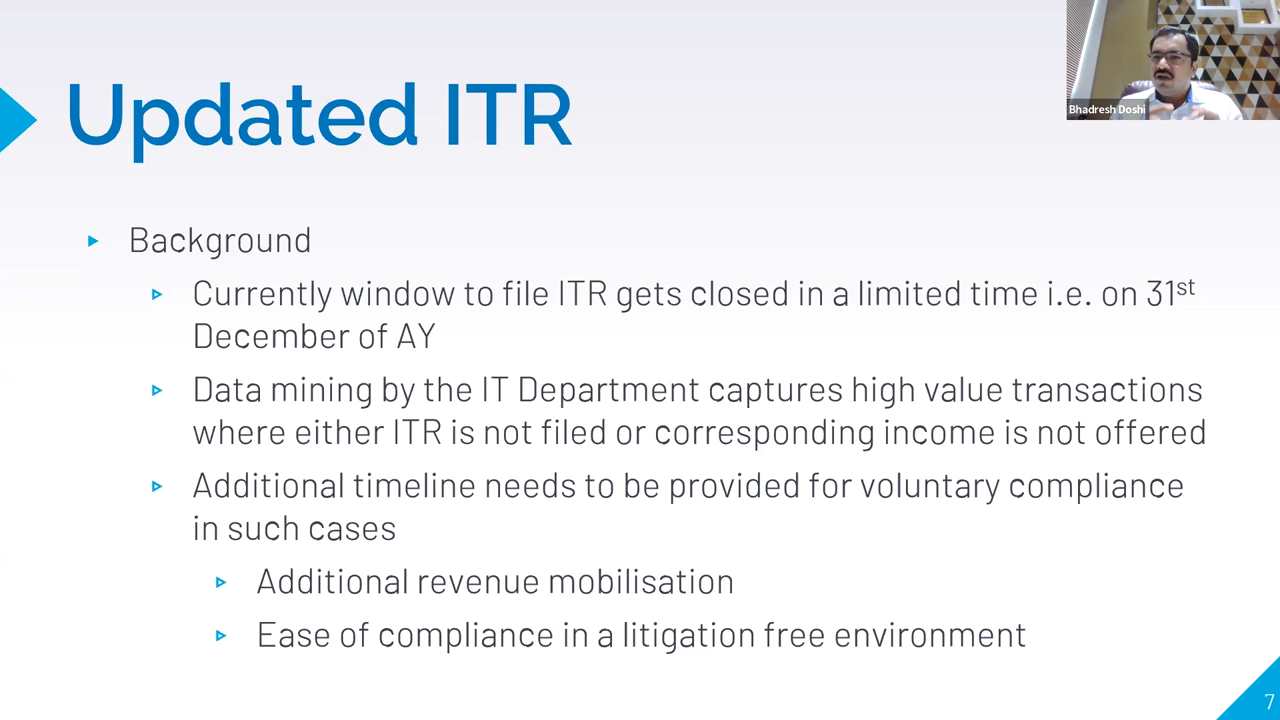 Updated ITR
Bhadresh Doshi
Background
Currently window to file ITR gets closed in a limited time i.e. on 31st
December of AY
Data mining by the IT Department captures high value transactions
where either ITR is not filed or corresponding income is not offered
Additional timeline needs to be provided for voluntary compliance
in such cases
Additional revenue mobilisation
Ease of compliance in a litigation free environment
7